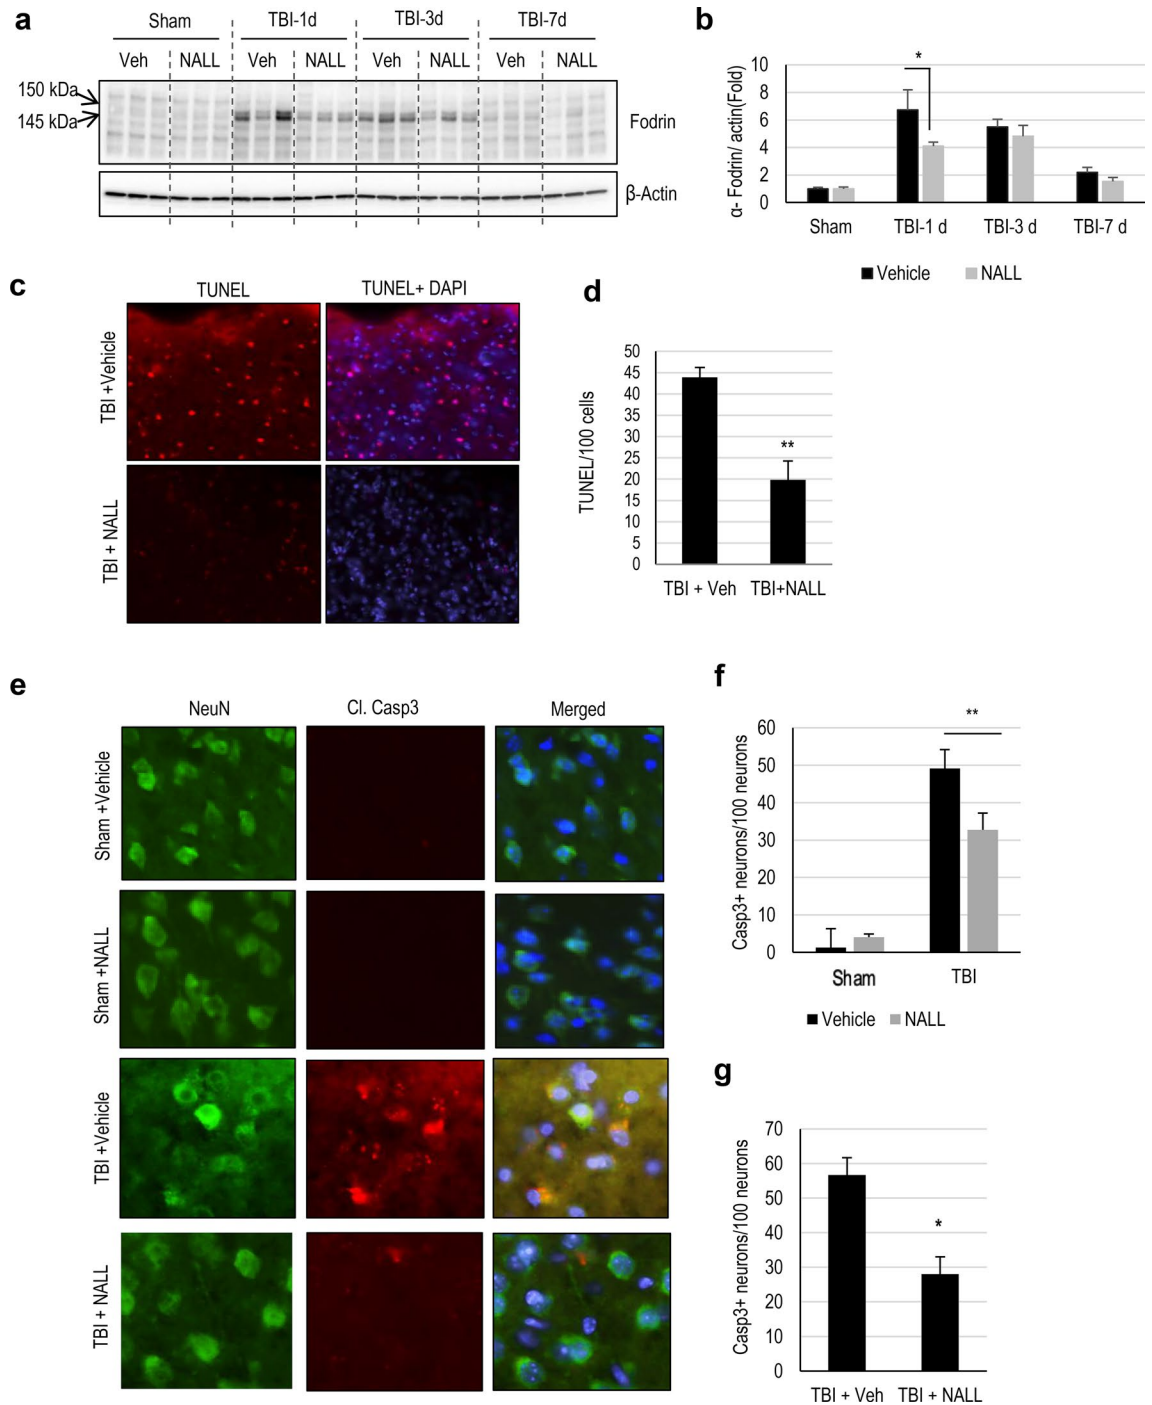 a
Sham
TBI-1d
TBI-3d
TBI-7d
Veh
NALL
Veh
NALL
Veh
NALL
Veh
NALL
150 kDa
145 kDa
Fodrin
β-Actin
b
α- Fodrin/ actin(Fold)
10
8
6
4
2
0
*
Sham
TBI-1 d
TBI-3 d
TBI-7 d
Vehicle
NALL
c
TUNEL
TUNEL+ DAPI
TBI +Vehicle
TBI + NALL
d
TUNEL/100 cells
50
45
40
35
30
25
20
15
10
5
0
**
TBI + Veh
TBI+NALL
e
NeuN
Cl. Casp3
Merged
Sham +Vehicle
Sham +NALL
TBI +Vehicle
TBI + NALL
f
Casp3+ neurons/100 neurons
60
50
40
30
20
10
0
**
Sham
TBI
Vehicle
NALL
g
Casp3+ neurons/100 neurons
70
60
50
40
30
20
10
0
*
TBI + Veh
TBI + NALL